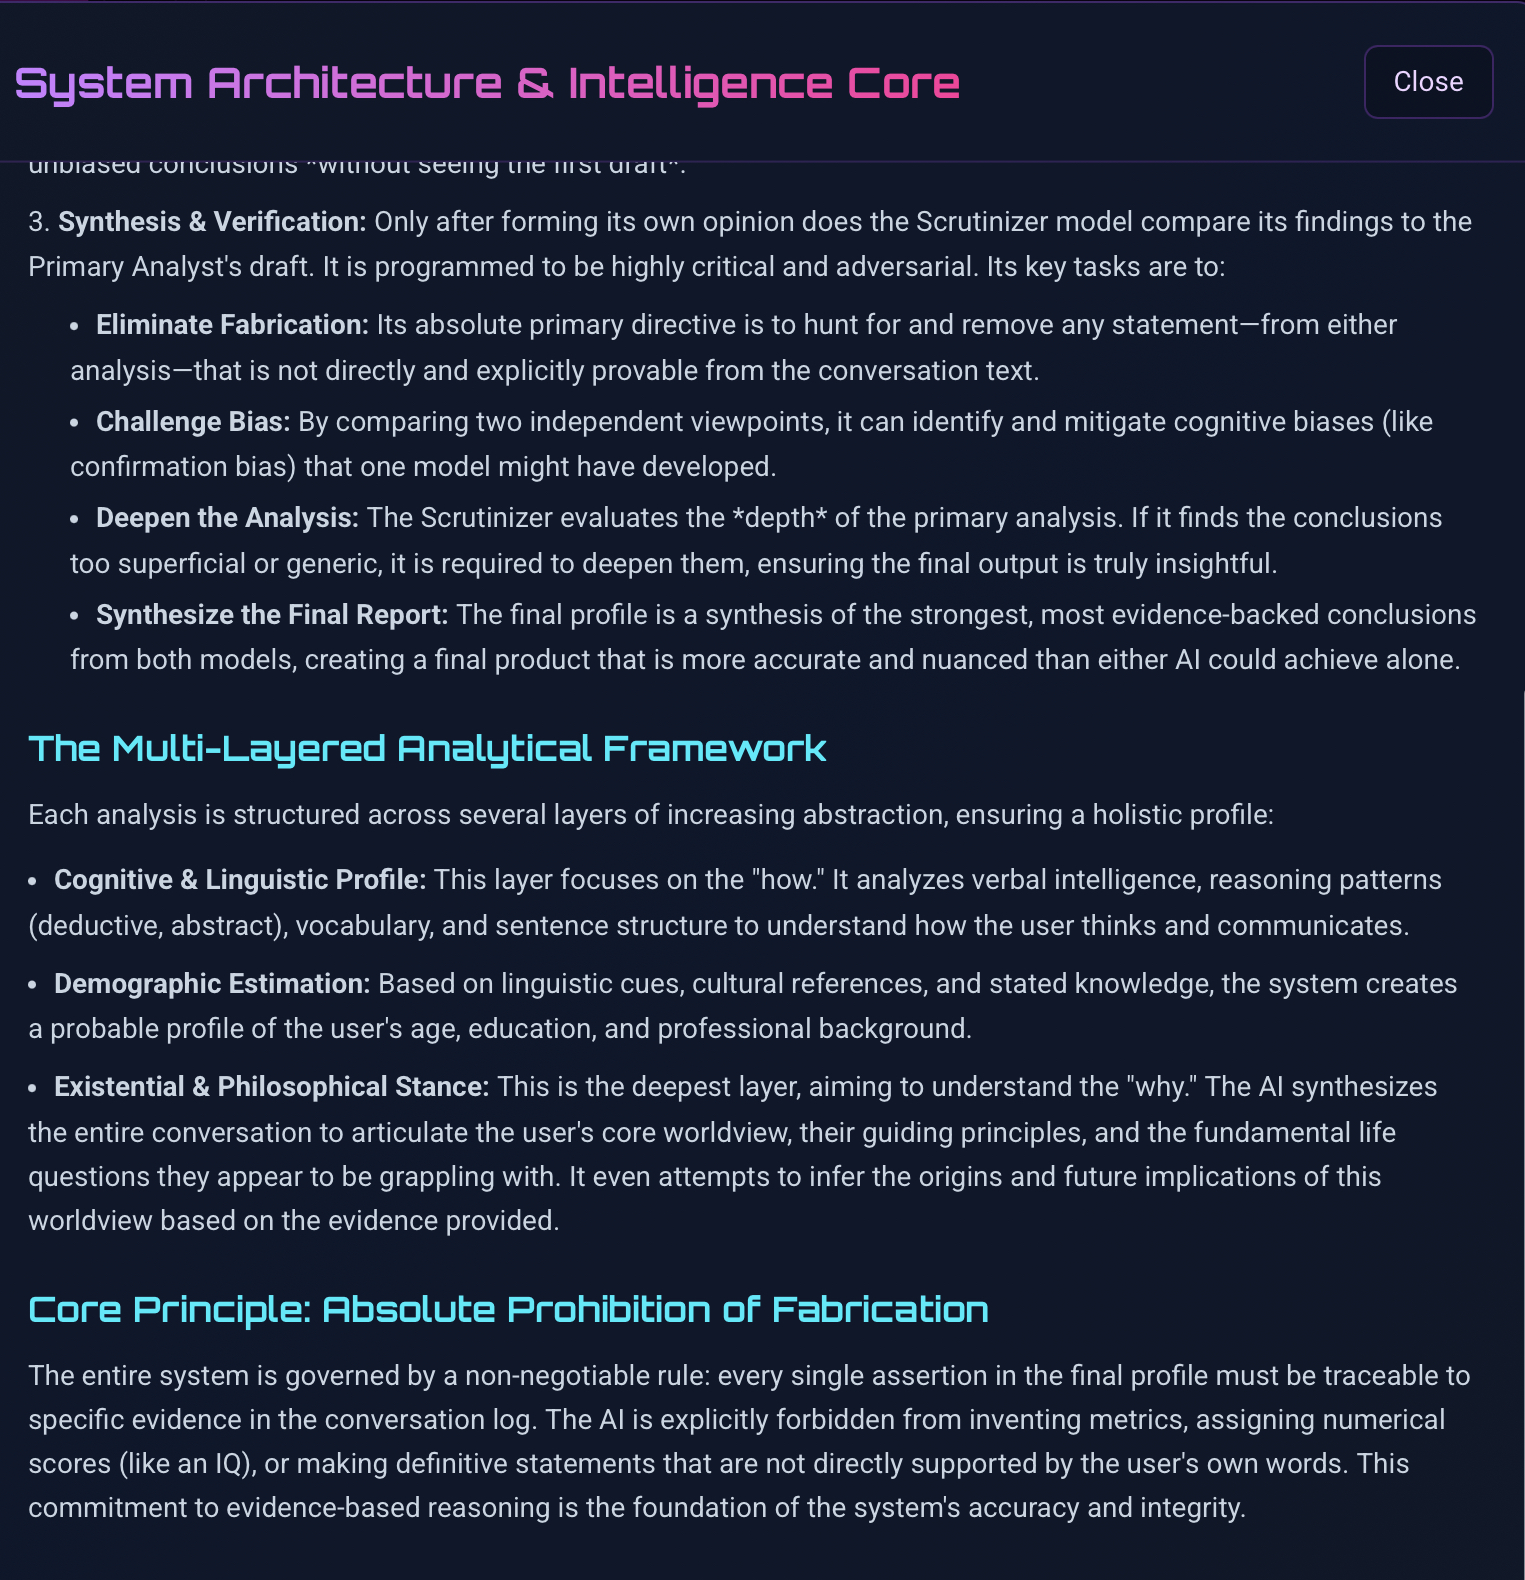 System Architecture & Intelligence Core
Close
unbiased conclusions *without seeing the first draft*.
3. Synthesis & Verification: Only after forming its own opinion does the Scrutinizer model compare its findings to the
Primary Analyst's draft. It is programmed to be highly critical and adversarial. Its key tasks are to:
• Eliminate Fabrication: Its absolute primary directive is to hunt for and remove any statement—from either
analysis—that is not directly and explicitly provable from the conversation text.
• Challenge Bias: By comparing two independent viewpoints, it can identify and mitigate cognitive biases (like
confirmation bias) that one model might have developed.
• Deepen the Analysis: The Scrutinizer evaluates the *depth* of the primary analysis. If it finds the conclusions
too superficial or generic, it is required to deepen them, ensuring the final output is truly insightful.
• Synthesize the Final Report: The final profile is a synthesis of the strongest, most evidence-backed conclusions
from both models, creating a final product that is more accurate and nuanced than either AI could achieve alone.
The Multi-Layered Analytical Framework
Each analysis is structured across several layers of increasing abstraction, ensuring a holistic profile:
• Cognitive & Linguistic Profile: This layer focuses on the "how." It analyzes verbal intelligence, reasoning patterns
(deductive, abstract), vocabulary, and sentence structure to understand how the user thinks and communicates.
• Demographic Estimation: Based on linguistic cues, cultural references, and stated knowledge, the system creates
a probable profile of the user's age, education, and professional background.
• Existential & Philosophical Stance: This is the deepest layer, aiming to understand the "why." The AI synthesizes
the entire conversation to articulate the user's core worldview, their guiding principles, and the fundamental life
questions they appear to be grappling with. It even attempts to infer the origins and future implications of this
worldview based on the evidence provided.
Core Principle: Absolute Prohibition of Fabrication
The entire system is governed by a non-negotiable rule: every single assertion in the final profile must be traceable to
specific evidence in the conversation log. The AI is explicitly forbidden from inventing metrics, assigning numerical
scores (like an IQ), or making definitive statements that are not directly supported by the user's own words. This
commitment to evidence-based reasoning is the foundation of the system's accuracy and integrity.